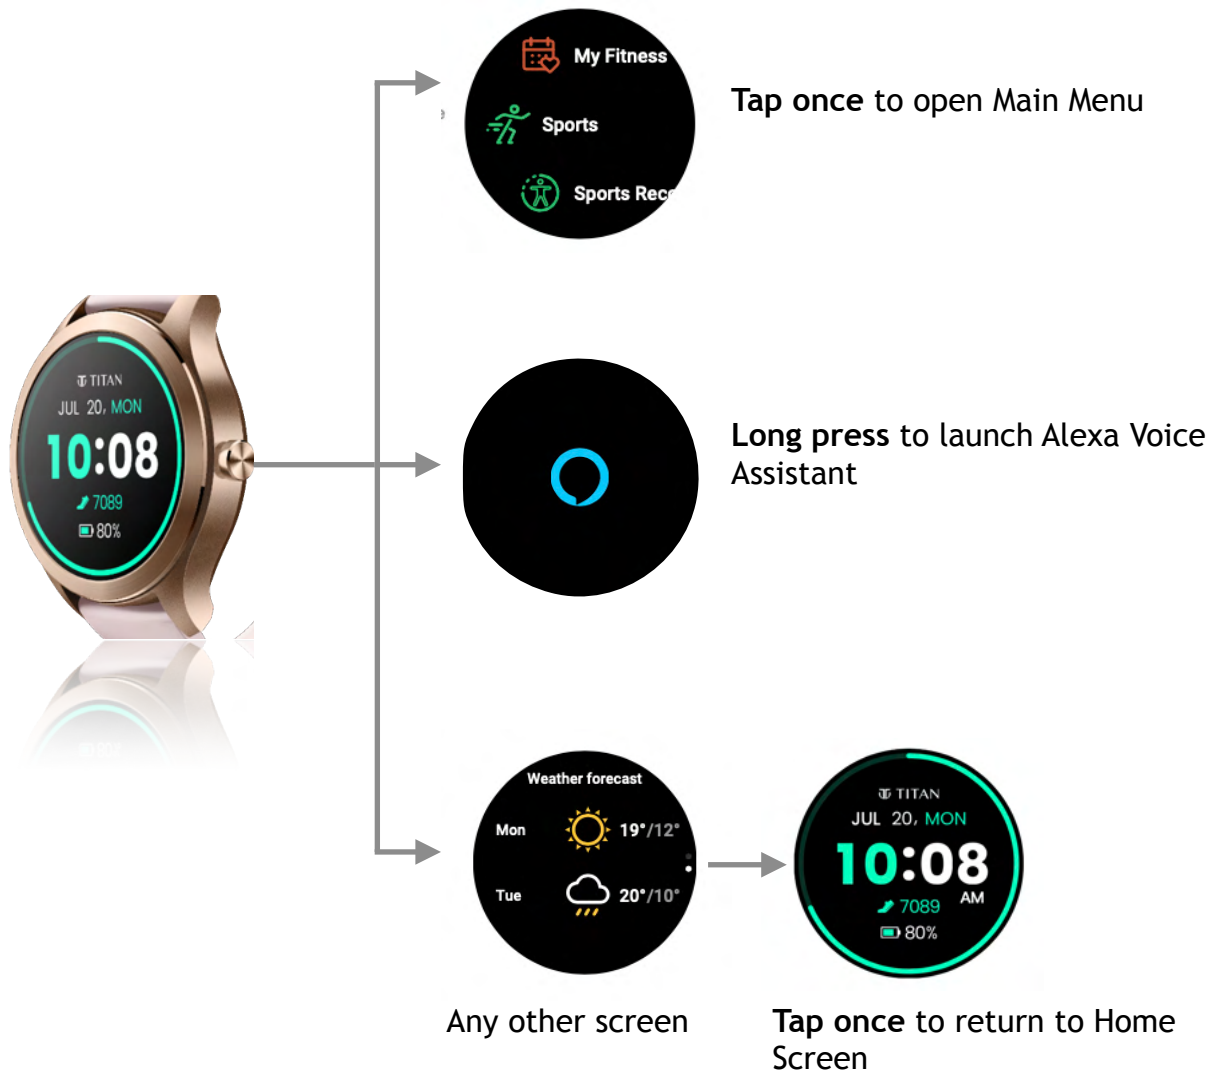 My Fitness
Sports
Sports Rec
Tap once to open Main Menu
TITAN
JUL 20, MON
10:08
7089
80%
Long press to launch Alexa Voice
Assistant
Weather forecast
Mon 19°/12°
Tue 20°/10°
TITAN
JUL 20, MON
10:08
AM
7089
80%
Any other screen
Tap once to return to Home
Screen